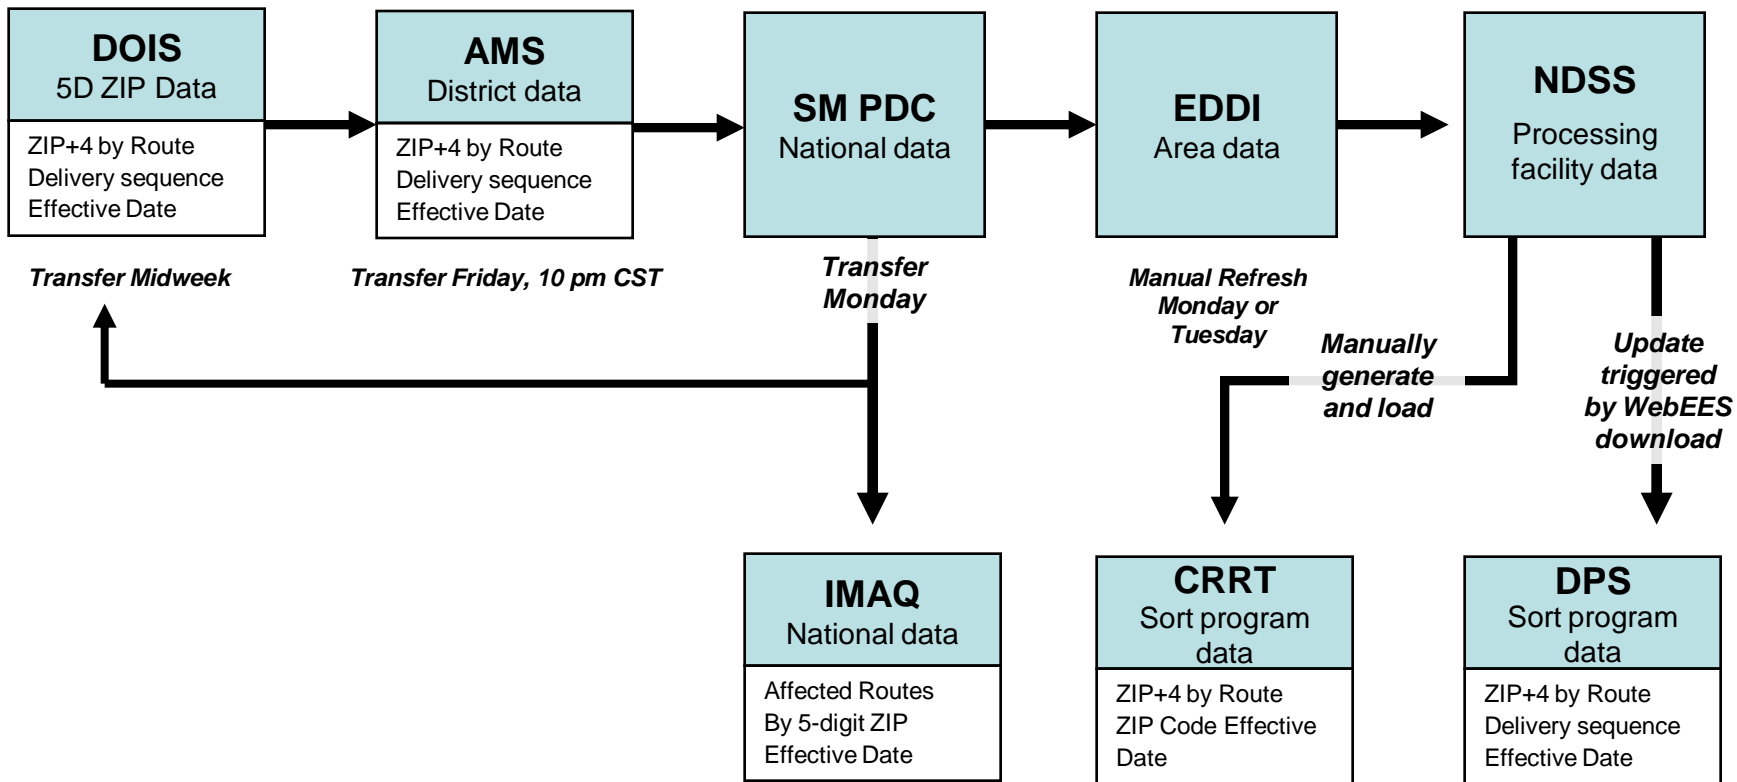 DOIS
5D ZIP Data
ZIP+4 by Route
Delivery sequence
Effective Date
Transfer Midweek
AMS
District data
ZIP+4 by Route
Delivery sequence
Effective Date
Transfer Friday, 10 pm CST
SM PDC
National data
Transfer
Monday
EDDI
Area data
Manual Refresh
Monday or
Tuesday
NDSS
Processing
facility data
Manually
generate
and load
Update
triggered
by WebEES
download
IMAQ
National data
Affected Routes
By 5-digit ZIP
Effective Date
CRRT
Sort program
data
ZIP+4 by Route
ZIP Code Effective
Date
DPS
Sort program
data
ZIP+4 by Route
Delivery sequence
Effective Date